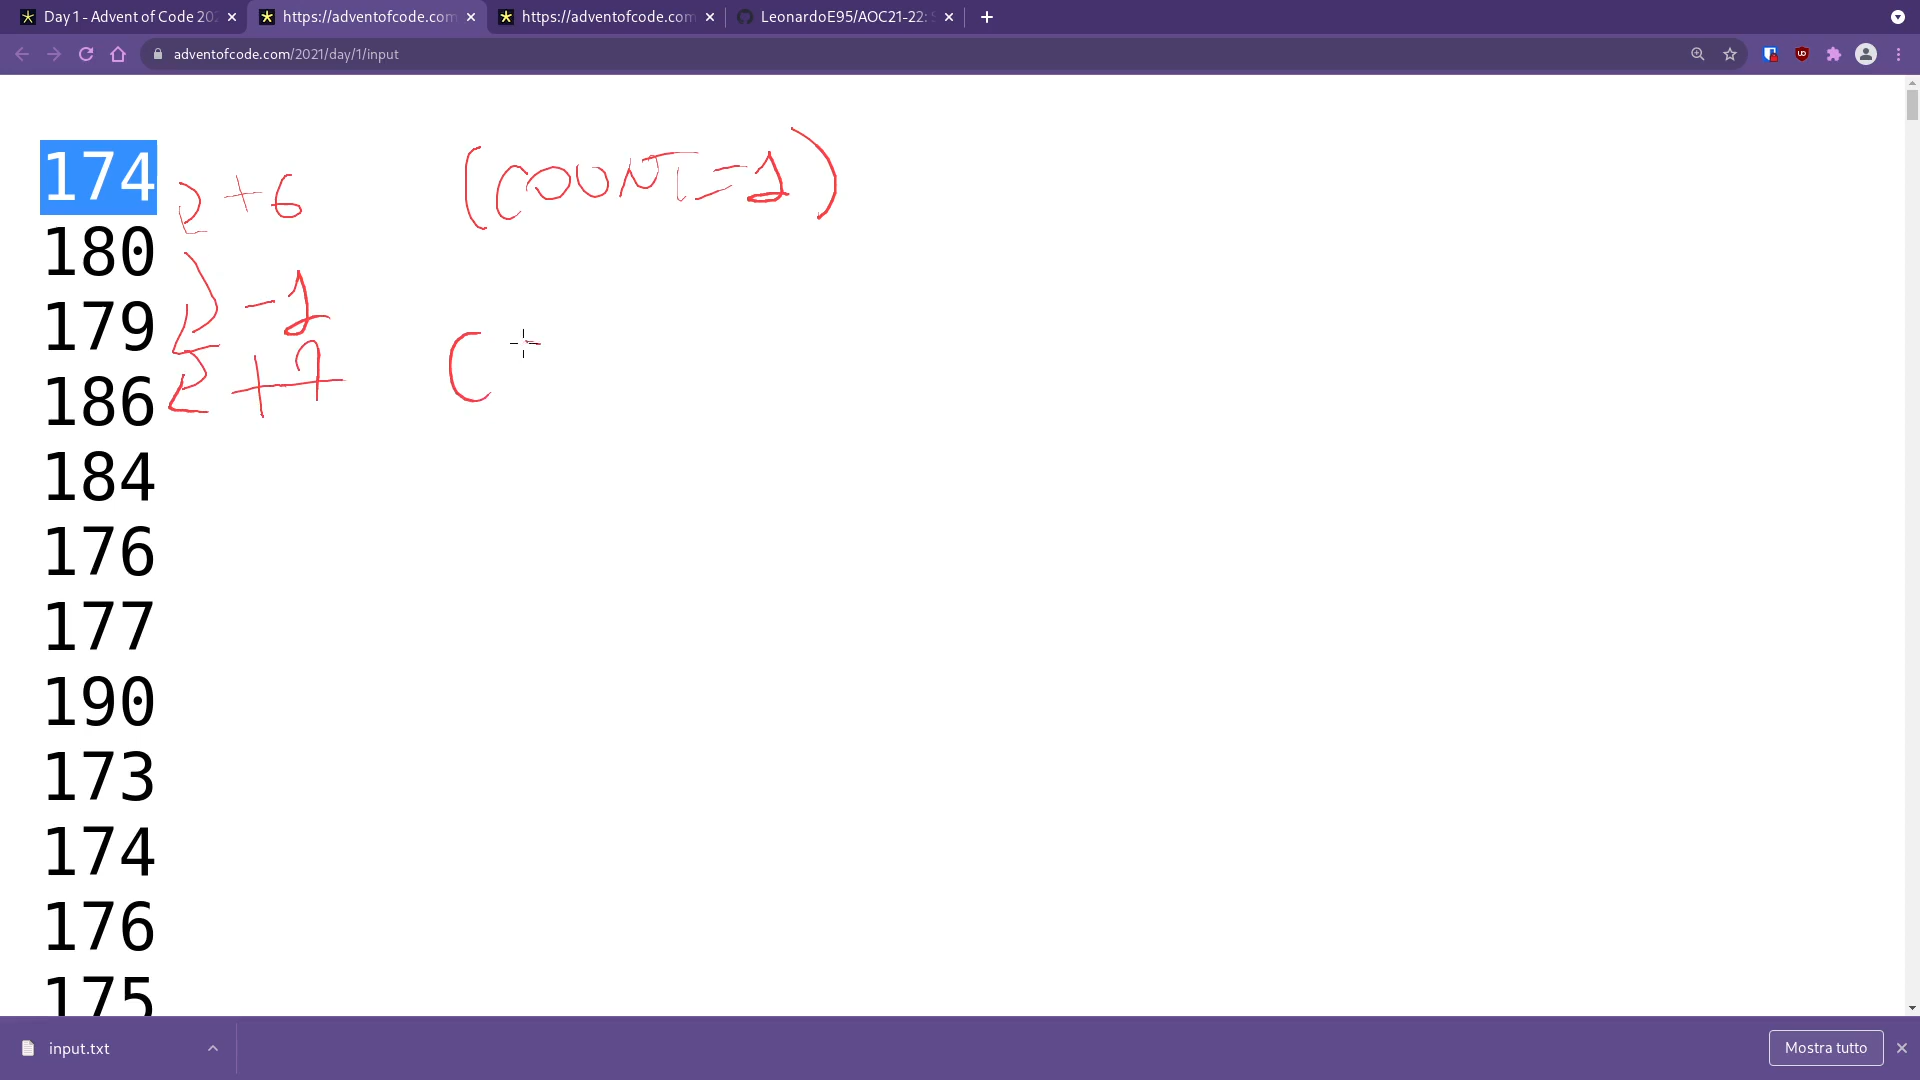 Day 1 - Advent of Code 202
https://adventofcode.com
https://adventofcode.com
LeonardoE95/AOC21-22: S
adventofcode.com/2021/day/1/input
174
+6
(COUNT=1)
180
-1
179
+7
(
186
184
176
177
190
173
174
176
175
input.txt
Mostra tutto